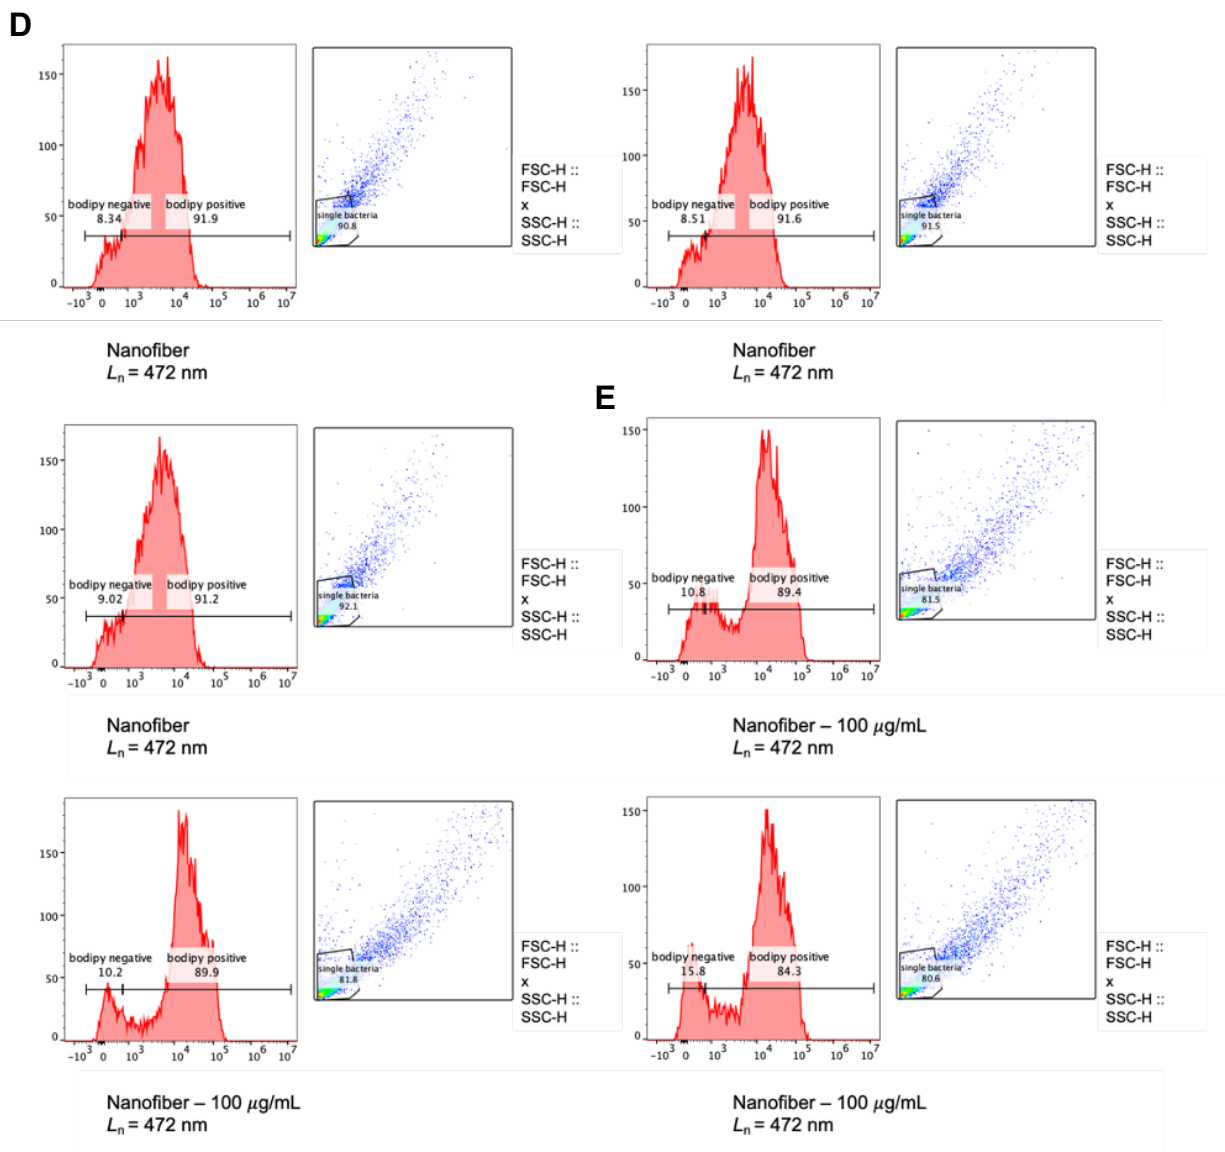 D
150
100
50
0
bodipy negative
8.34
bodipy positive
91.9
-10³ 0 10³ 10⁴ 10⁵ 10⁶ 10⁷
single bacteria
90.8
FSC-H ::
FSC-H
x
SSC-H ::
SSC-H
Nanofiber
Lₙ = 472 nm
150
100
50
0
bodipy negative
8.51
bodipy positive
91.6
-10³ 0 10³ 10⁴ 10⁵ 10⁶ 10⁷
single bacteria
91.5
FSC-H ::
FSC-H
x
SSC-H ::
SSC-H
Nanofiber
Lₙ = 472 nm
150
100
50
0
bodipy negative
9.02
bodipy positive
91.2
-10³ 0 10³ 10⁴ 10⁵ 10⁶ 10⁷
single bacteria
92.1
FSC-H ::
FSC-H
x
SSC-H ::
SSC-H
Nanofiber
Lₙ = 472 nm
E
150
100
50
0
bodipy negative
10.8
bodipy positive
89.4
-10³ 0 10³ 10⁴ 10⁵ 10⁶ 10⁷
single bacteria
81.5
FSC-H ::
FSC-H
x
SSC-H ::
SSC-H
Nanofiber – 100 μg/mL
Lₙ = 472 nm
150
100
50
0
bodipy negative
10.2
bodipy positive
89.9
-10³ 0 10³ 10⁴ 10⁵ 10⁶ 10⁷
single bacteria
81.8
FSC-H ::
FSC-H
x
SSC-H ::
SSC-H
Nanofiber – 100 μg/mL
Lₙ = 472 nm
150
100
50
0
bodipy negative
15.8
bodipy positive
84.3
-10³ 0 10³ 10⁴ 10⁵ 10⁶ 10⁷
single bacteria
80.6
FSC-H ::
FSC-H
x
SSC-H ::
SSC-H
Nanofiber – 100 μg/mL
Lₙ = 472 nm